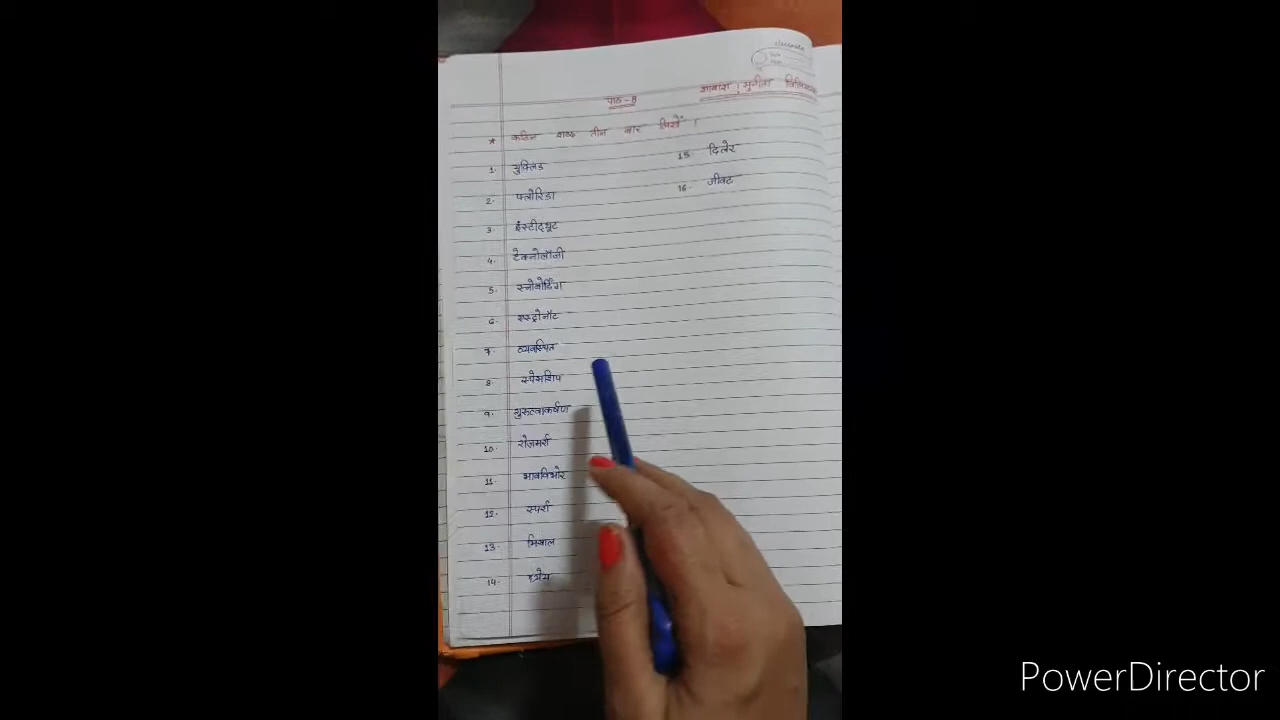 पाठ - 8
शाबाश! सुनीता विलियम्स
* कठिन शब्द तीन बार लिखें ।
1. युक्लिड
2. फ्लोरिडा
3. इंस्टीट्यूट
4. टेक्नोलॉजी
5. स्नोबोर्डिंग
6. एस्ट्रोनॉट
7. व्यवस्थित
8. स्पेसशिप
9. गुरुत्वाकर्षण
10. रोजमर्रा
11. भावविभोर
12. स्पर्श
13. मिसाल
14.
15. दिलेर
16. जीवट
PowerDirector